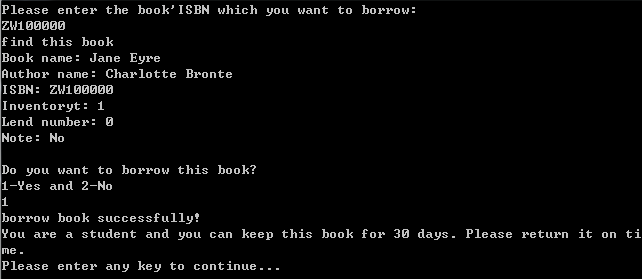 Please enter the book'ISBN which you want to borrow:
ZW100000
find this book
Book name: Jane Eyre
Author name: Charlotte Bronte
ISBN: ZW100000
Inventoryt: 1
Lend number: 0
Note: No
Do you want to borrow this book?
1-Yes and 2-No
1
borrow book successfully!
You are a student and you can keep this book for 30 days. Please return it on ti
me.
Please enter any key to continue...